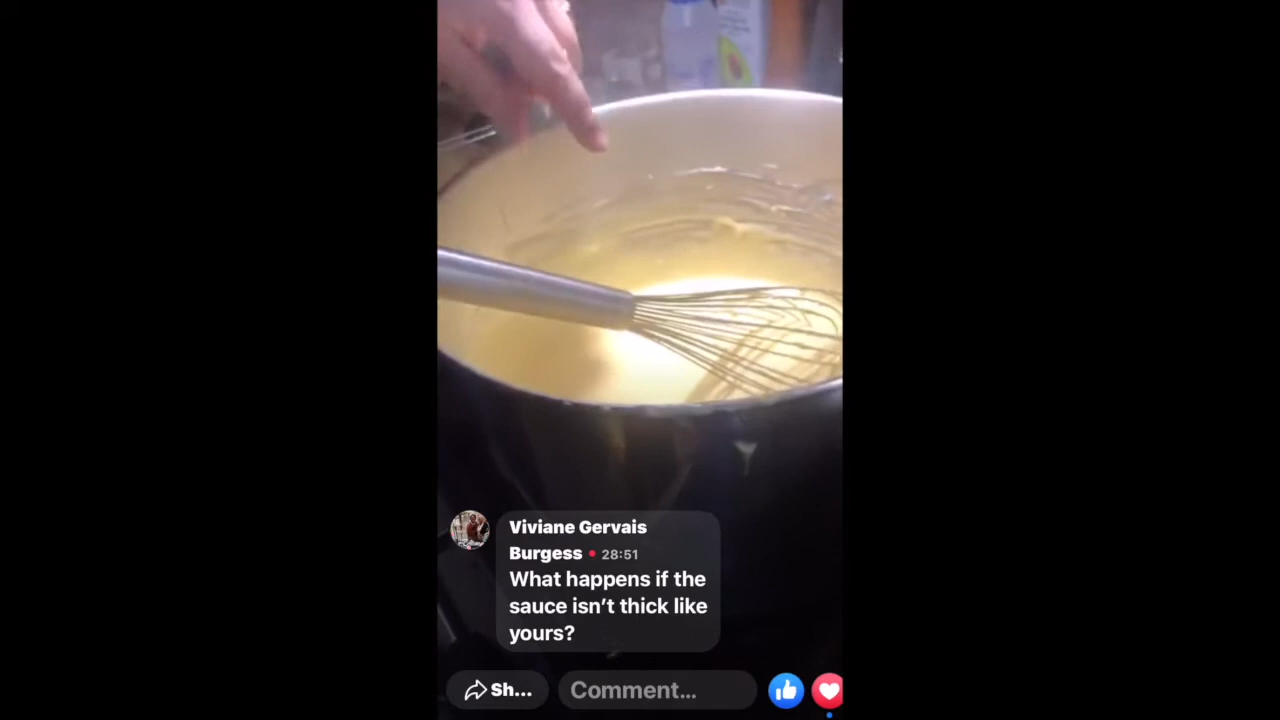 Viviane Gervais
Burgess • 28:51
What happens if the
sauce isn’t thick like
yours?
Sh...
Comment...